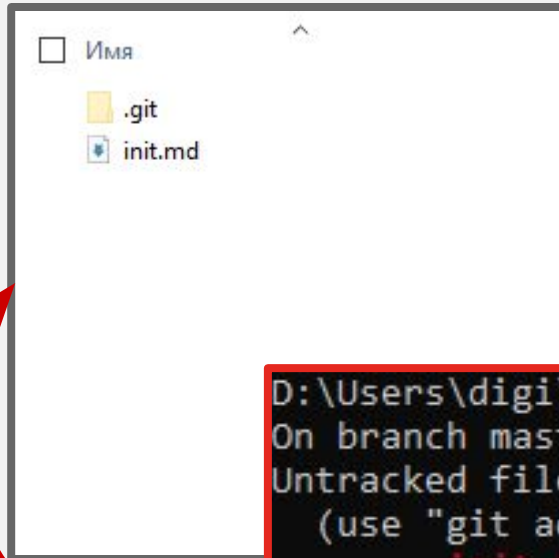 Имя
.git
init.md
D:\Users\digi
On branch mas
Untracked fil
(use "git a